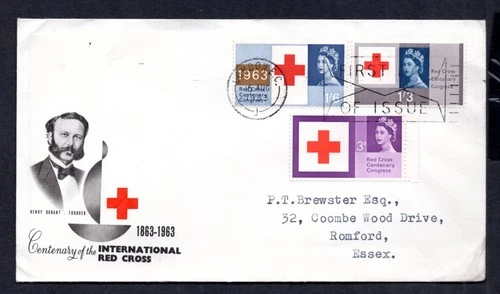 1963
Red Cross
Centenary
Congress
1/6
Red Cross
Centenary
Congress
1'3
FIRST
OF ISSUE
3D
Red Cross
Centenary
Congress
HENRY DUNANT FOUNDER
1863-1963
Centenary of the INTERNATIONAL
RED CROSS
P.T.Brewster Esq.,
32, Coombe Wood Drive,
Romford,
Essex.